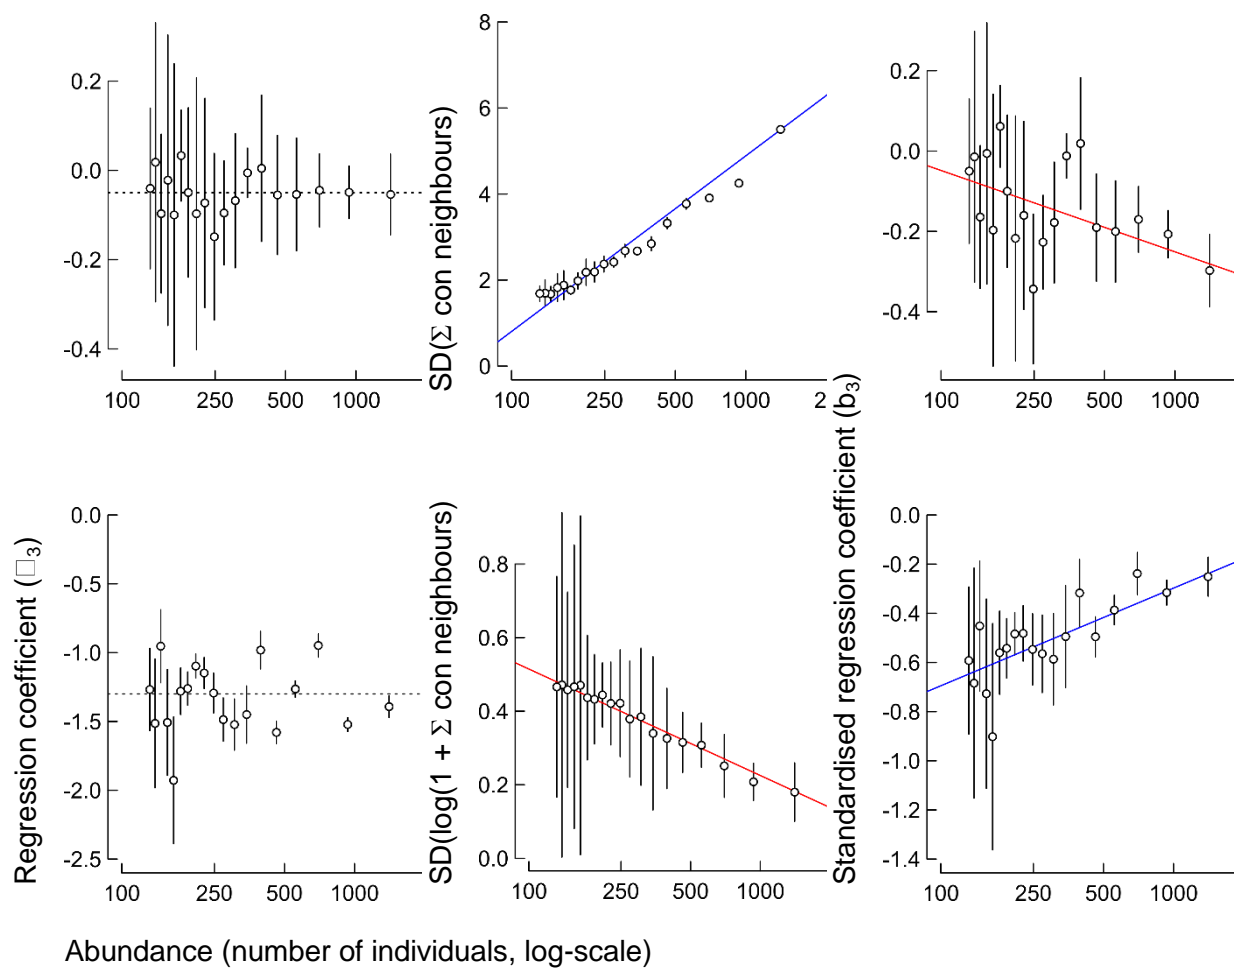 0.2
0.0
-0.2
-0.4
100 250 500 1000
SD(Σ con neighbours)
8
6
4
2
0
100 250 500 1000 2
0.2
0.0
-0.2
-0.4
100 250 500 1000
Regression coefficient (□3)
0.0
-0.5
-1.0
-1.5
-2.0
-2.5
100 250 500 1000
SD(log(1 + Σ con neighbours)
0.8
0.6
0.4
0.2
0.0
100 250 500 1000
Standardised regression coefficient (b3)
0.0
-0.2
-0.4
-0.6
-0.8
-1.0
-1.2
-1.4
100 250 500 1000
Abundance (number of individuals, log-scale)